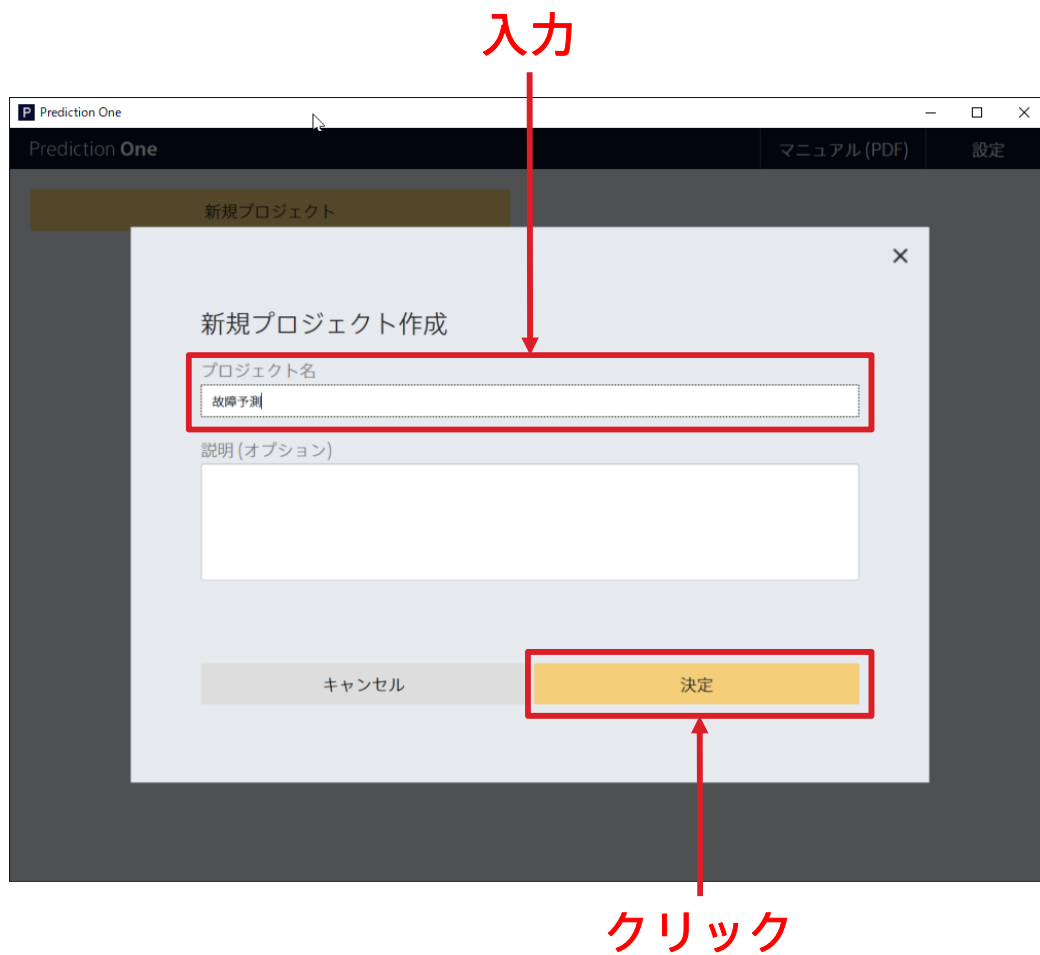 入力
Prediction One
Prediction One
マニュアル (PDF)
設定
新規プロジェクト
新規プロジェクト作成
プロジェクト名
故障予測
説明 (オプション)
キャンセル
決定
クリック